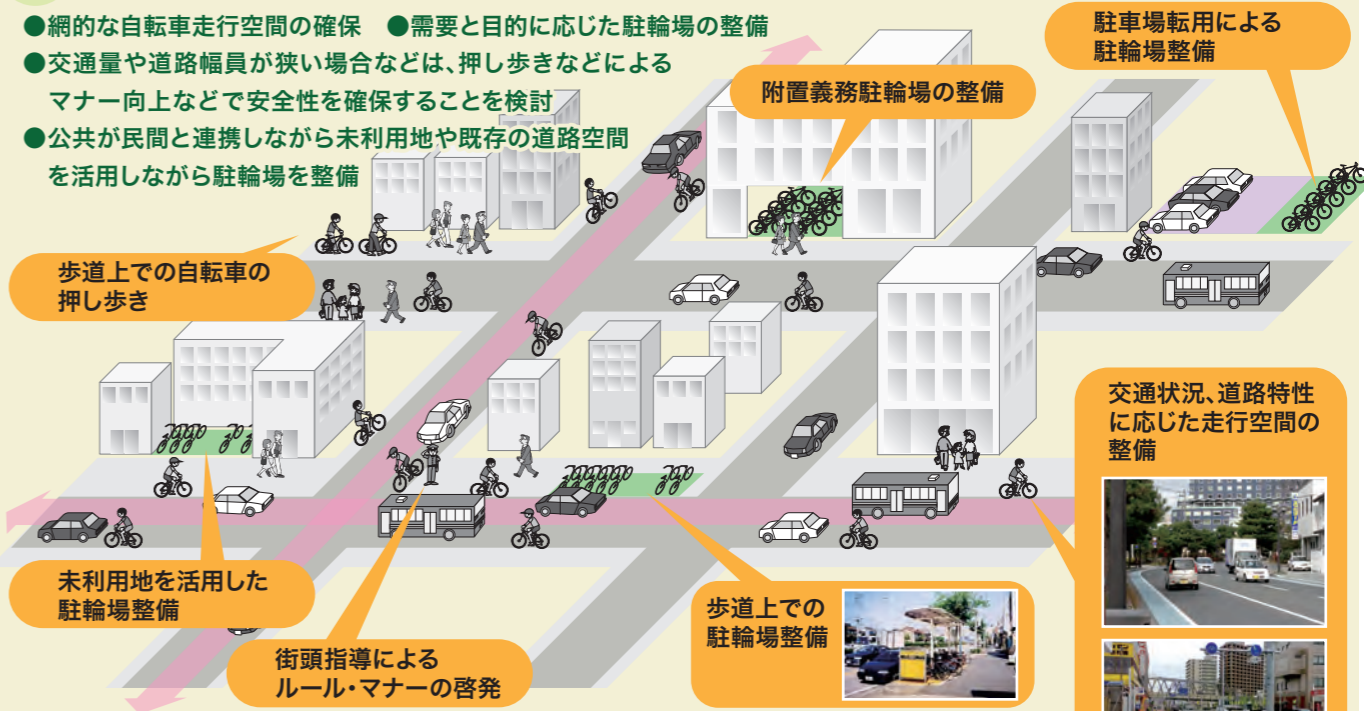 ●網的な自転車走行空間の確保　●需要と目的に応じた駐輪場の整備
●交通量や道路幅員が狭い場合などは、押し歩きなどによる
マナー向上などで安全性を確保することを検討
●公共が民間と連携しながら未利用地や既存の道路空間
を活用しながら駐輪場を整備
駐車場転用による
駐輪場整備
附置義務駐輪場の整備
歩道上での自転車の
押し歩き
交通状況、道路特性
に応じた走行空間の
整備
未利用地を活用した
駐輪場整備
歩道上での
駐輪場整備
街頭指導による
ルール・マナーの啓発